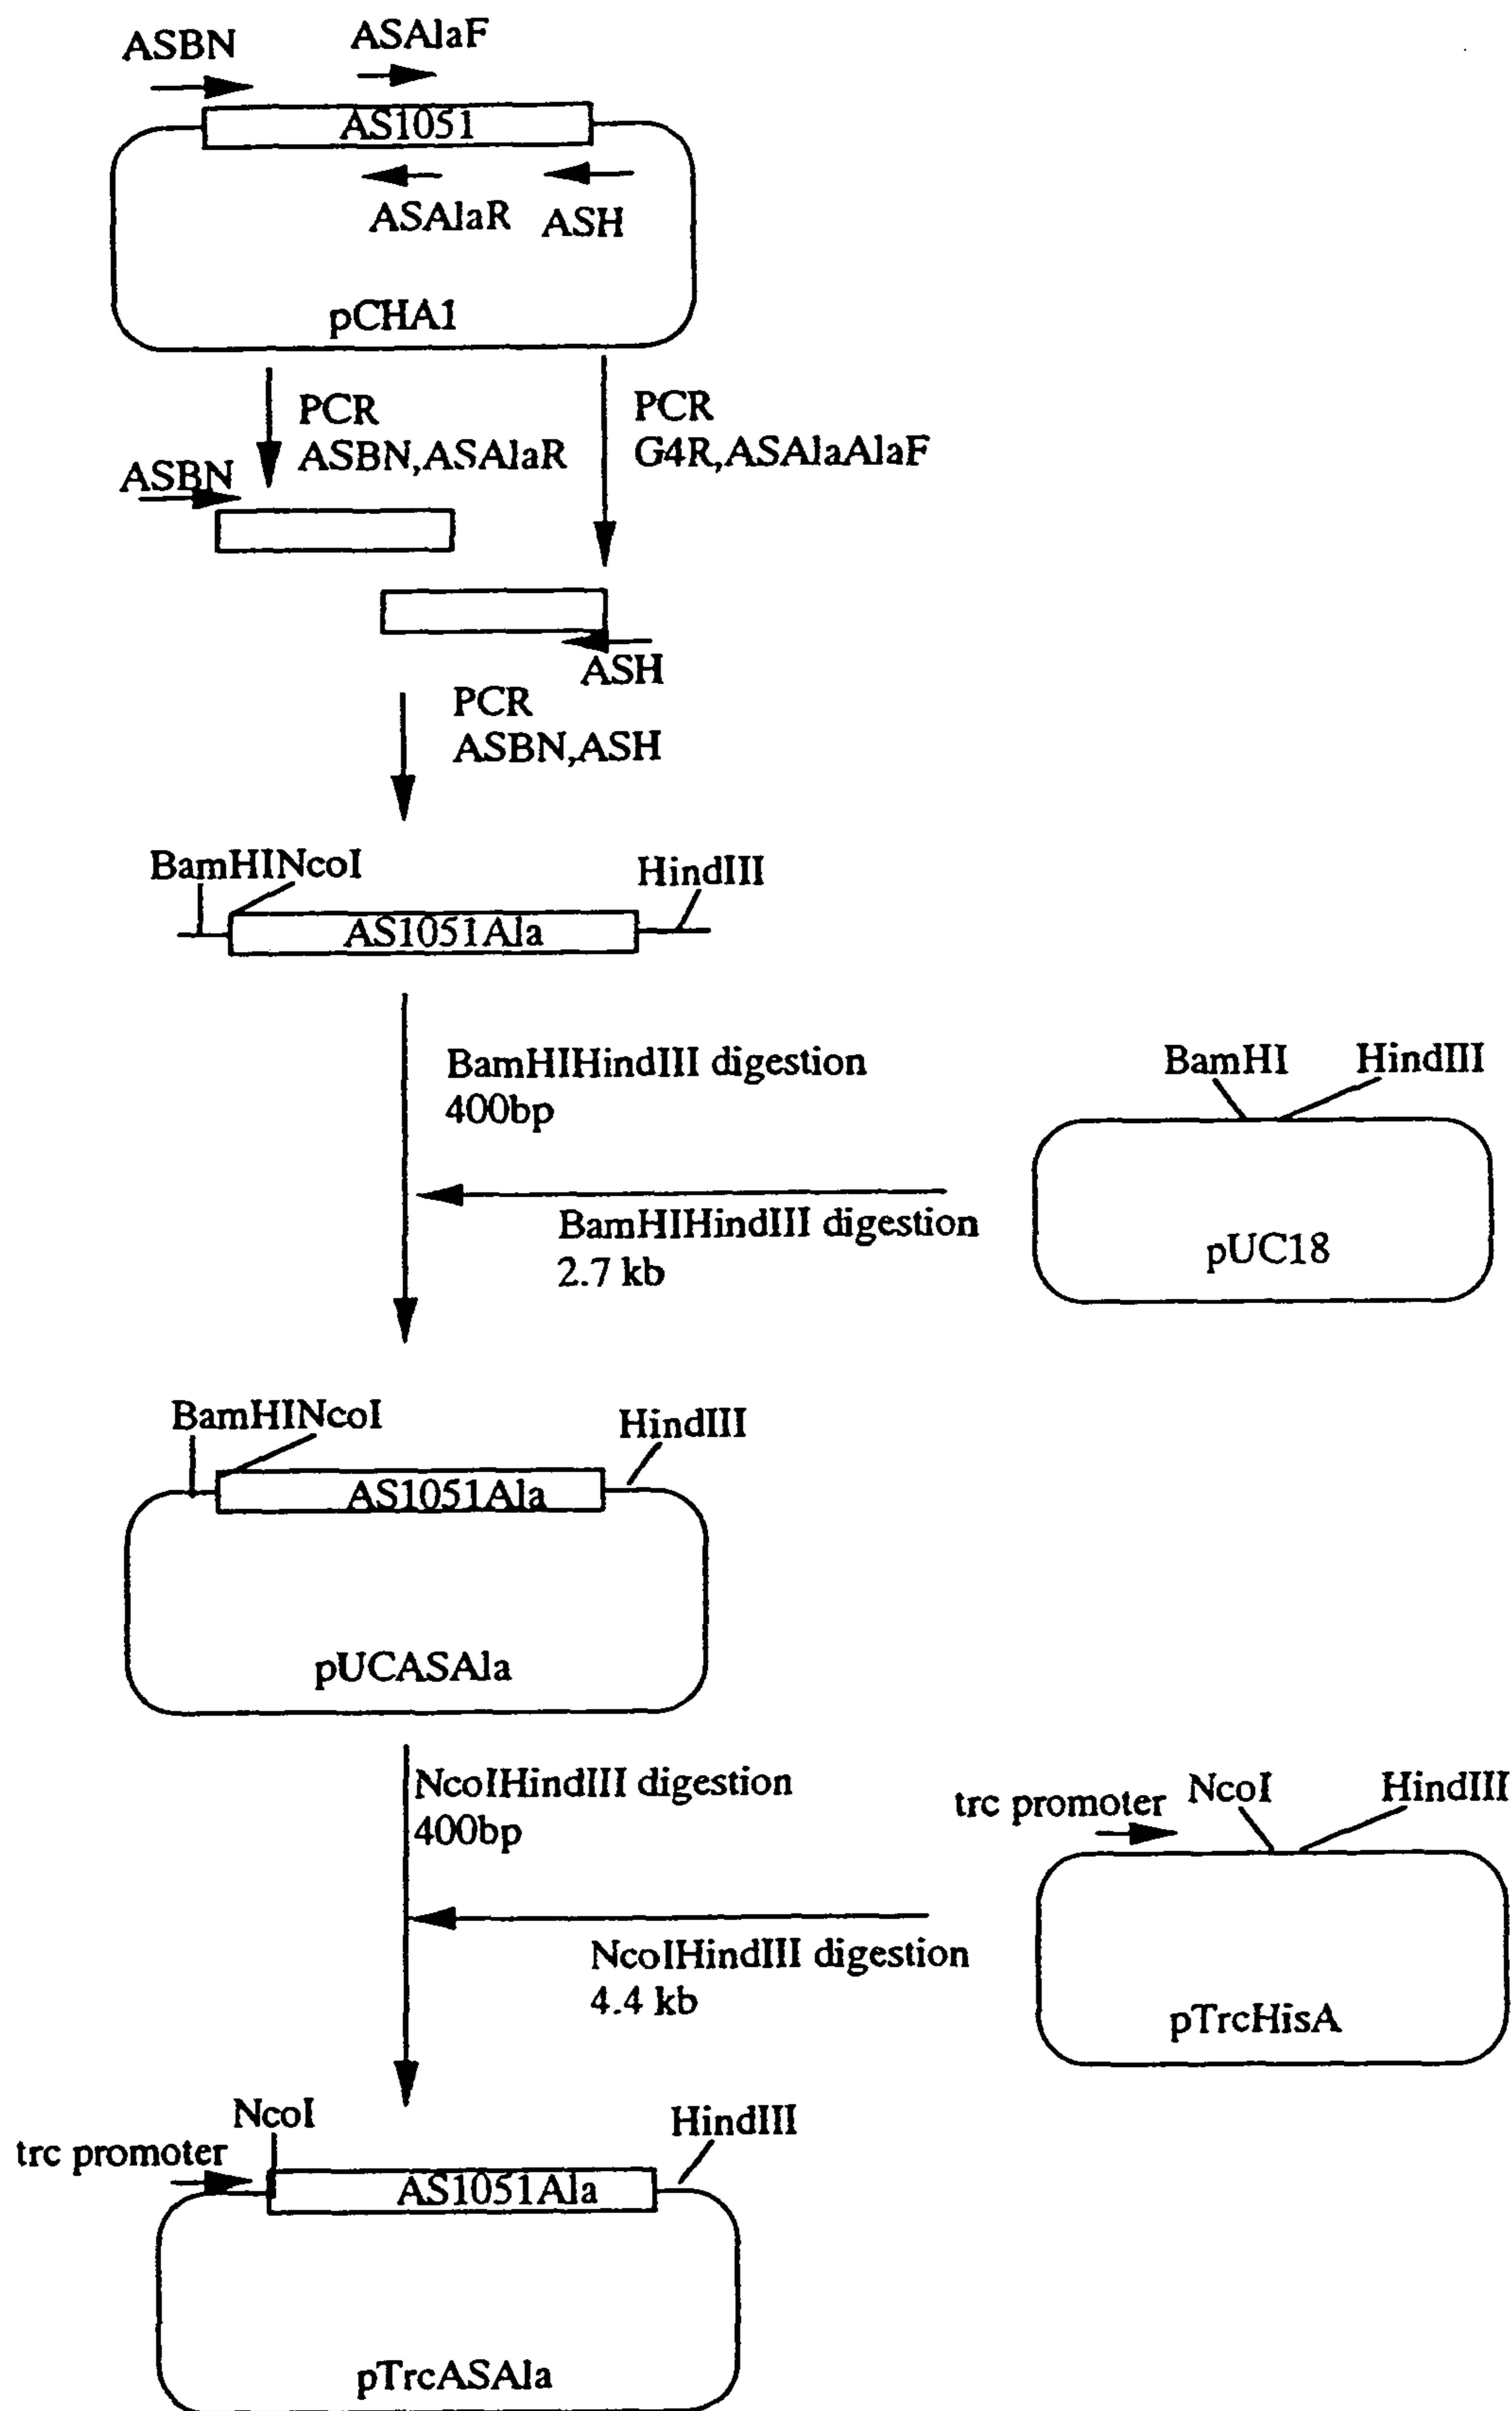 ASBN
ASAlaF
AS1051
ASAlaR
ASH
pCHA1
PCR
ASBN,ASAlaR
PCR
G4R,ASAlaAlaF
ASBN
ASH
PCR
ASBN,ASH
BamHINcoI
HindIII
AS1051Ala
BamHIHindIII digestion
400bp
BamHI
HindIII
BamHIHindIII digestion
2.7 kb
pUC18
BamHINcoI
HindIII
AS1051Ala
pUCASAla
NcoIHindIII digestion
400bp
trc promoter
NcoI
HindIII
NcoIHindIII digestion
4.4 kb
pTrcHisA
NcoI
HindIII
trc promoter
AS1051Ala
pTrcASAla